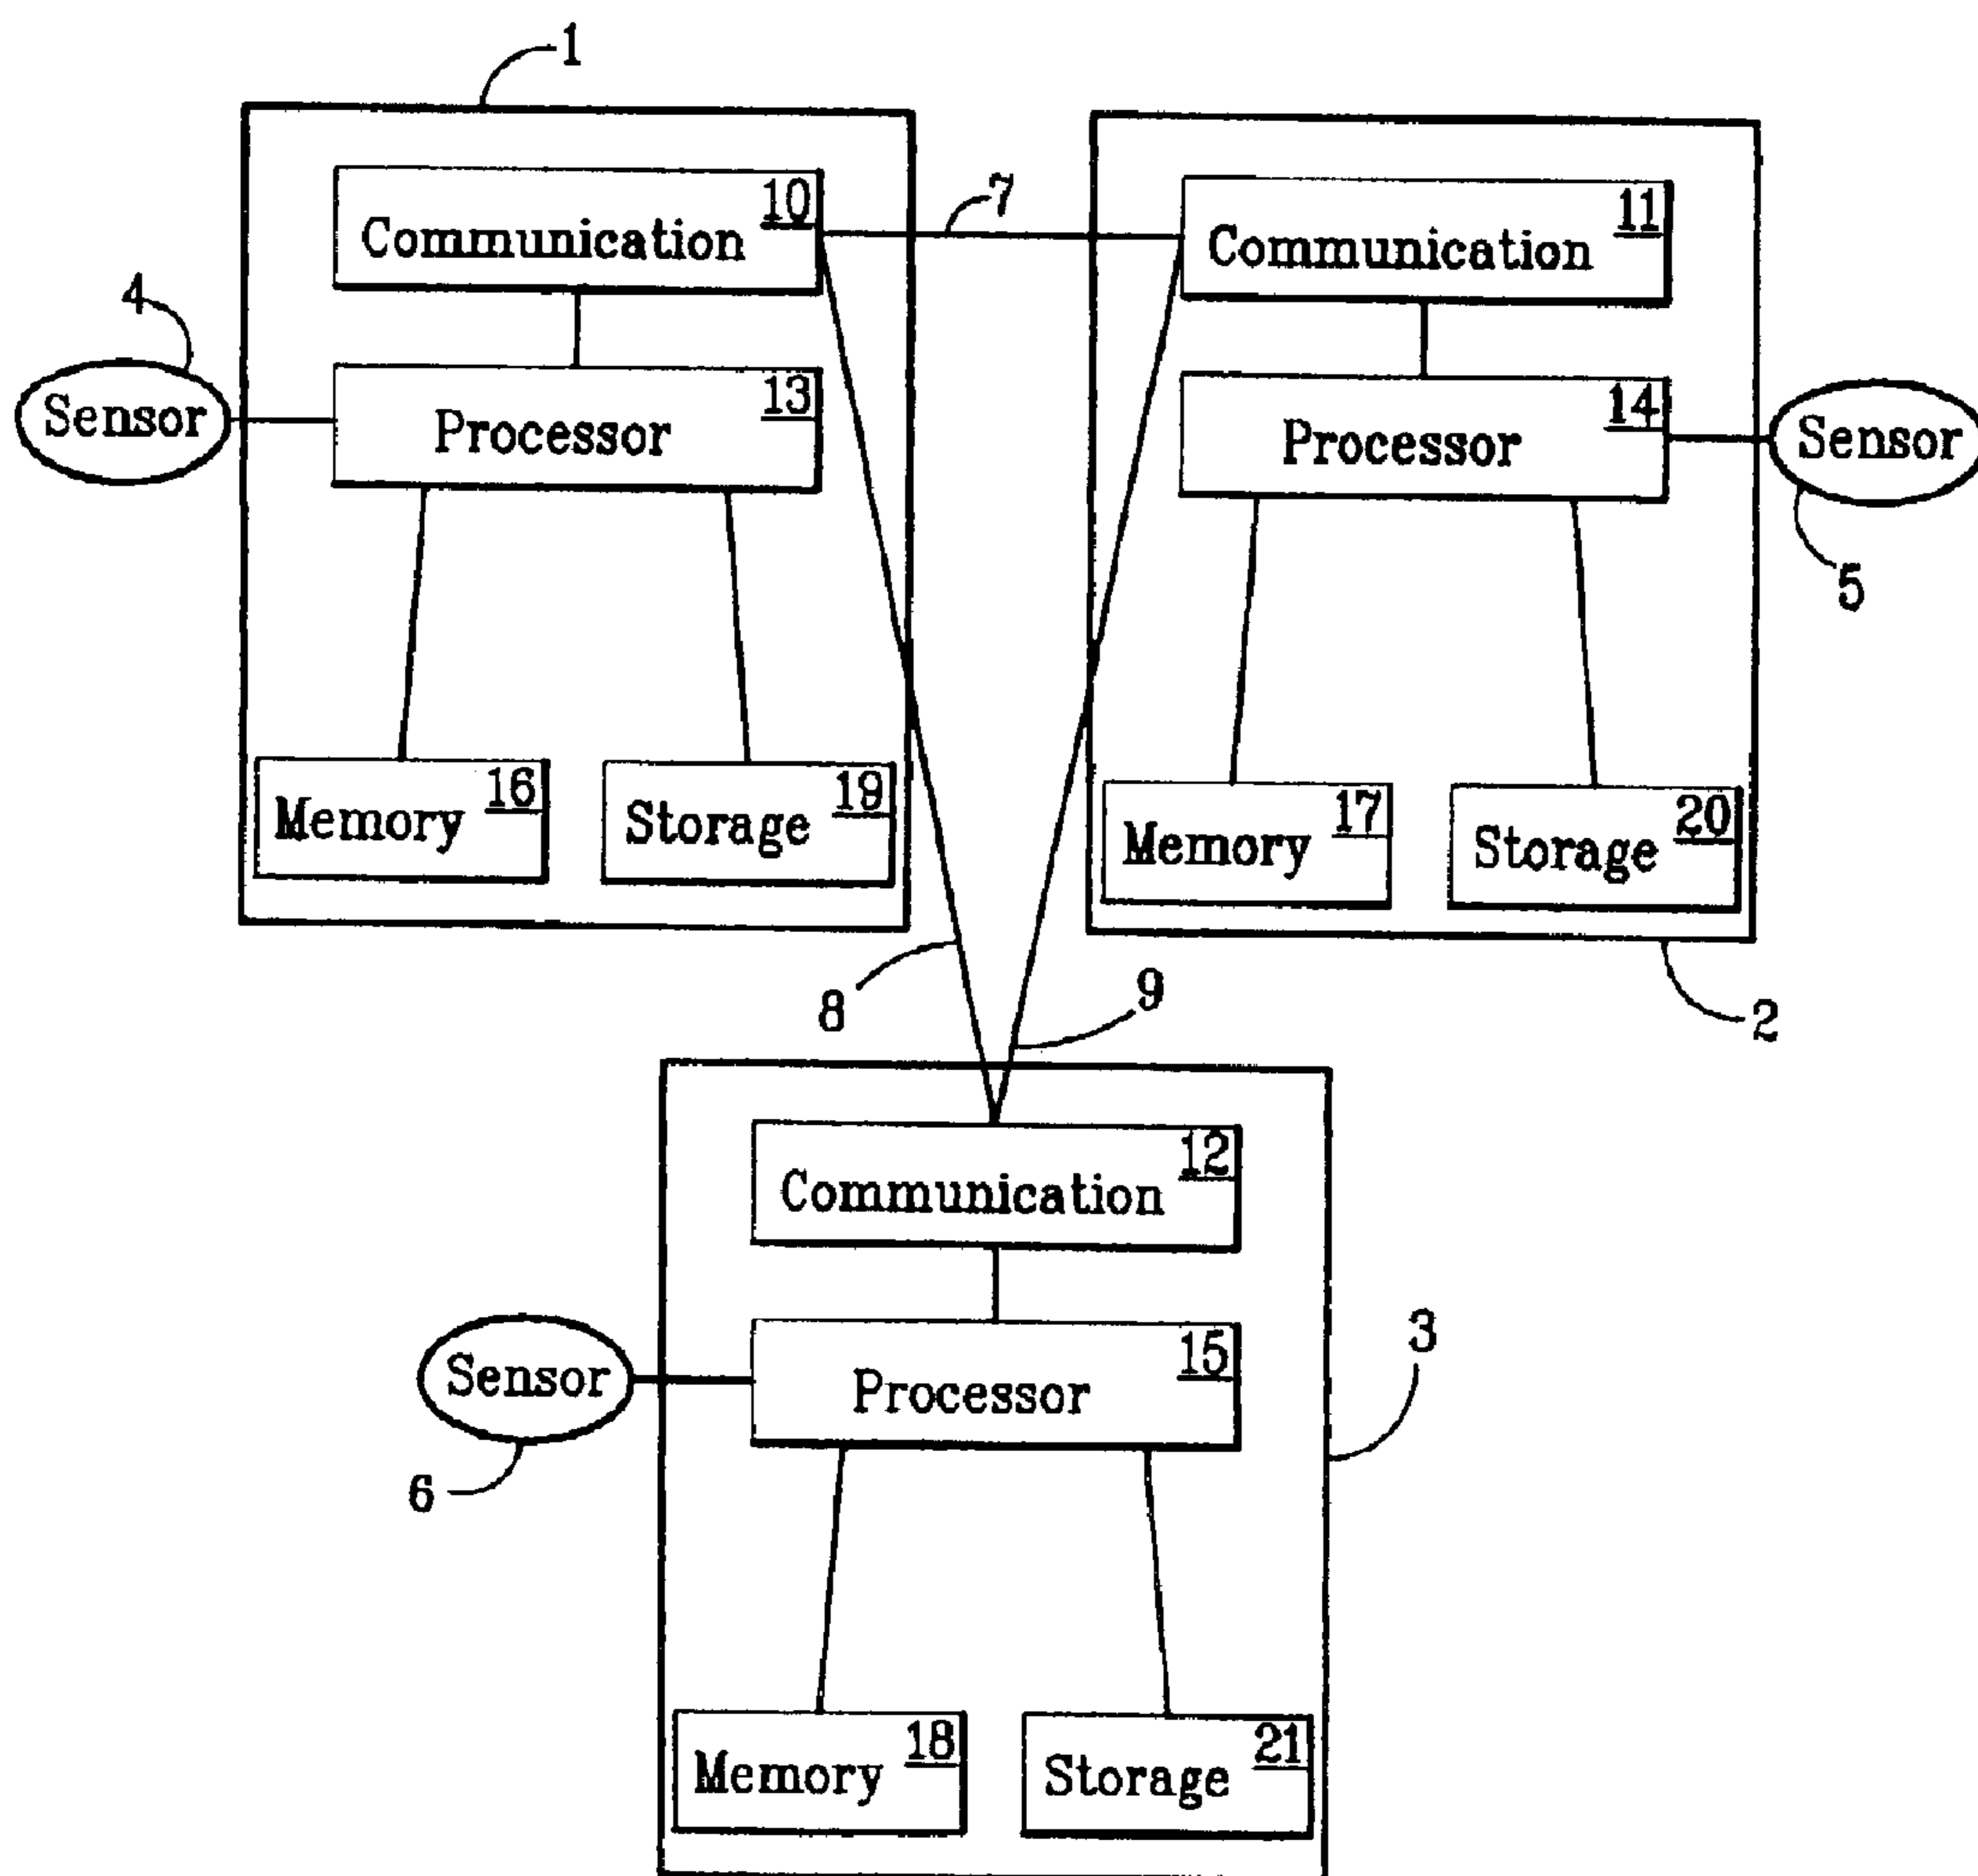 1
10
Communication
7
11
Communication
4
Sensor
13
Processor
14
Processor
Sensor
5
16
Memory
19
Storage
17
Memory
20
Storage
8
9
2
12
Communication
3
Sensor
15
Processor
6
18
Memory
21
Storage